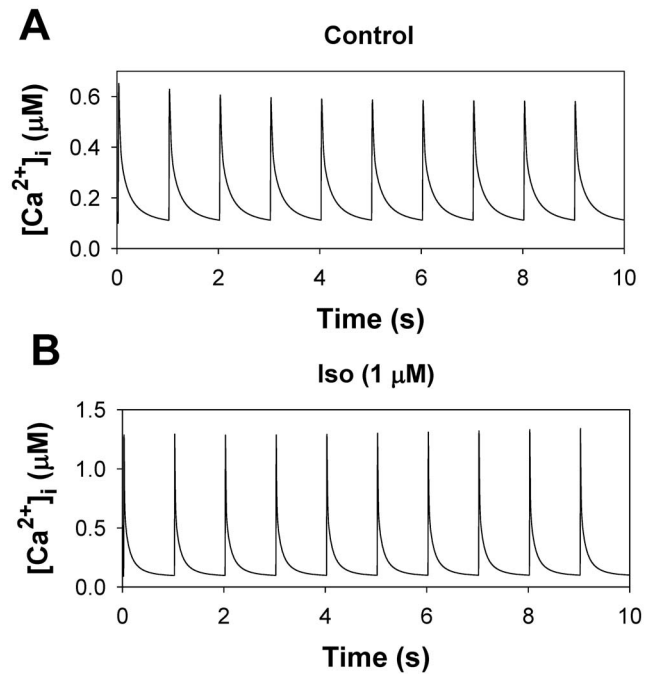 A
Control
[Ca2+]i (μM)
0.6
0.4
0.2
0.0
0 2 4 6 8 10
Time (s)
B
Iso (1 μM)
[Ca2+]i (μM)
1.5
1.0
0.5
0.0
0 2 4 6 8 10
Time (s)